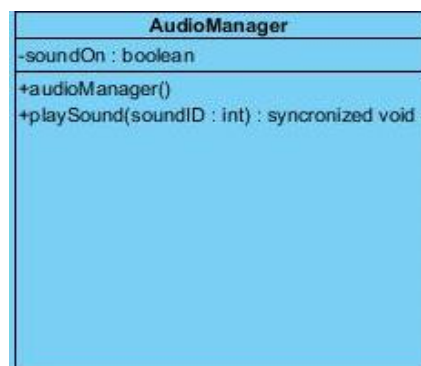 AudioManager
-soundOn : boolean
+audioManager()
+playSound(soundID : int) : syncronized void